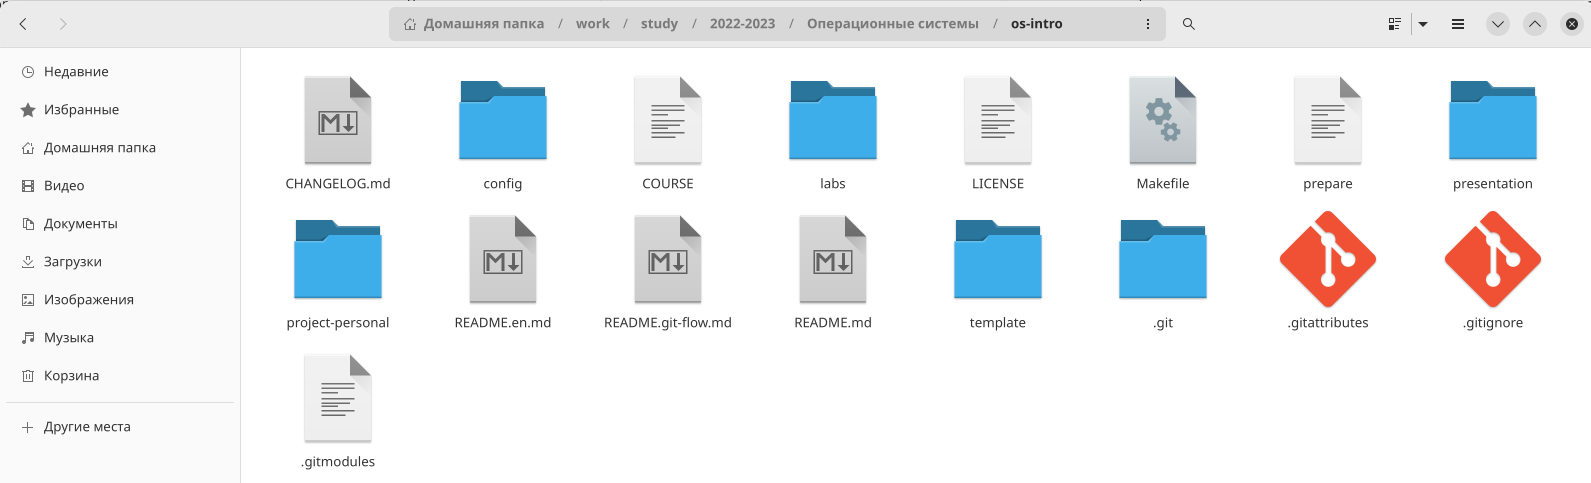 Домашняя папка / work / study / 2022-2023 / Операционные системы / os-intro
Недавние
Избранные
Домашняя папка
Видео
Документы
Загрузки
Изображения
Музыка
Корзина
Другие места
CHANGELOG.md config COURSE labs LICENSE Makefile prepare presentation
project-personal README.en.md README.git-flow.md README.md template .git .gitattributes .gitignore
.gitmodules